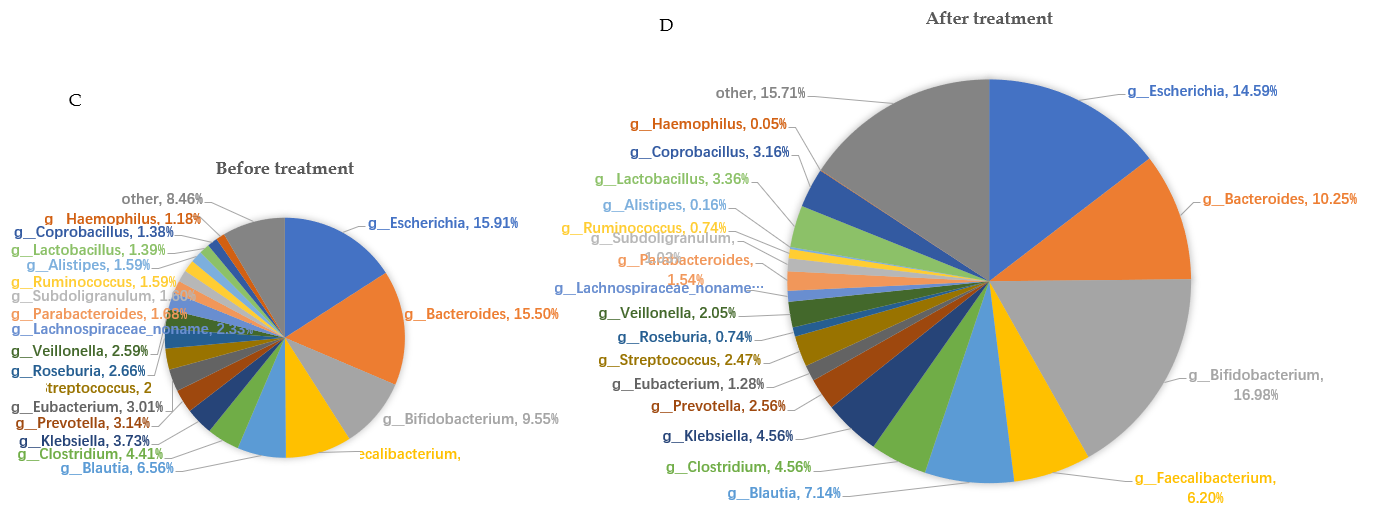 C
Before treatment
other, 8.46%
g__Haemophilus, 1.18%
g__Coprobacillus, 1.38%
g__Lactobacillus, 1.39%
g__Alistipes, 1.59%
g__Ruminococcus, 1.59%
g__Subdoligranulum,
g__Parabacteroides, 1.68%
g__Lachnospiraceae_noname, 2.33%
g__Veillonella, 2.59%
g__Roseburia, 2.66%
Streptococcus, 2
g__Eubacterium, 3.01%
g__Prevotella, 3.14%
g__Klebsiella, 3.73%
g__Clostridium, 4.41%
g__Blautia, 6.56%
g__Escherichia, 15.91%
g__Bacteroides, 15.50%
g__Bifidobacterium, 9.55%
ecalibacterium,
D
After treatment
other, 15.71%
g__Haemophilus, 0.05%
g__Coprobacillus, 3.16%
g__Lactobacillus, 3.36%
g__Alistipes, 0.16%
g__Ruminococcus, 0.74%
g__Subdoligranulum,
g__Parabacteroides,
1.54%
g__Lachnospiraceae_noname…
g__Veillonella, 2.05%
g__Roseburia, 0.74%
g__Streptococcus, 2.47%
g__Eubacterium, 1.28%
g__Prevotella, 2.56%
g__Klebsiella, 4.56%
g__Clostridium, 4.56%
g__Blautia, 7.14%
g__Escherichia, 14.59%
g__Bacteroides, 10.25%
g__Bifidobacterium,
16.98%
g__Faecalibacterium,
6.20%